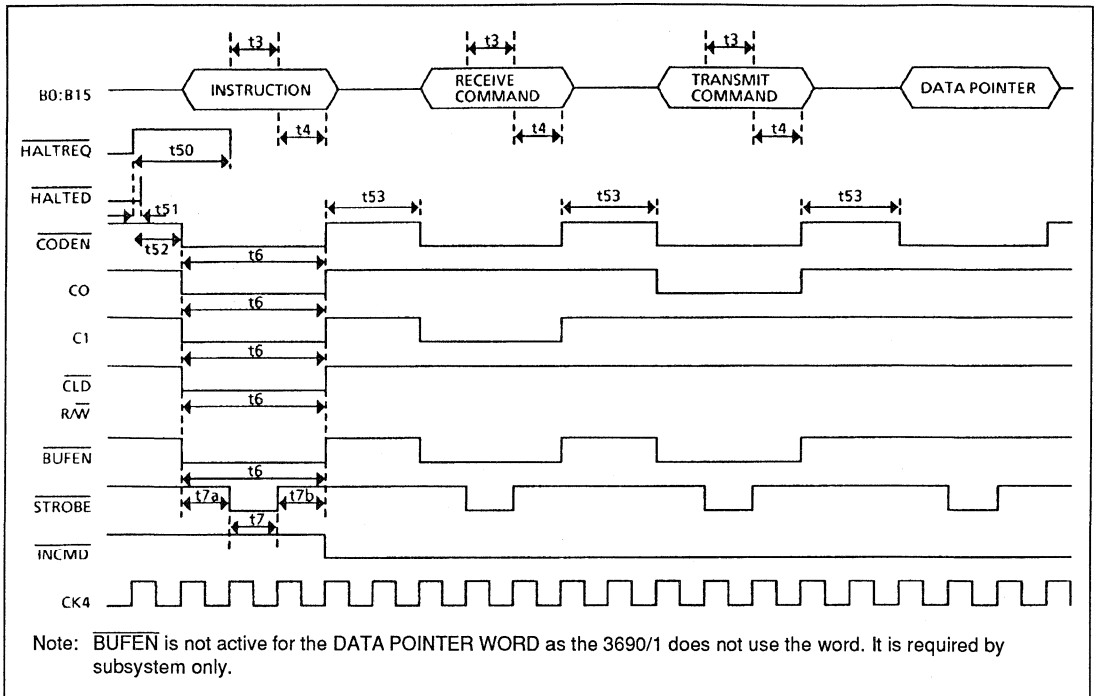 t3 t3 t3
B0:B15 INSTRUCTION RECEIVE COMMAND TRANSMIT COMMAND DATA POINTER
t4 t4 t4
HALTREQ t50
HALTED t51 t53 t53 t53
CODEN t52 t6
CO t6
C1 t6
CLD t6
R/W
BUFEN t6
STROBE t7a t7b
t7
INCMD
CK4
Note: BUFEN is not active for the DATA POINTER WORD as the 3690/1 does not use the word. It is required by
subsystem only.